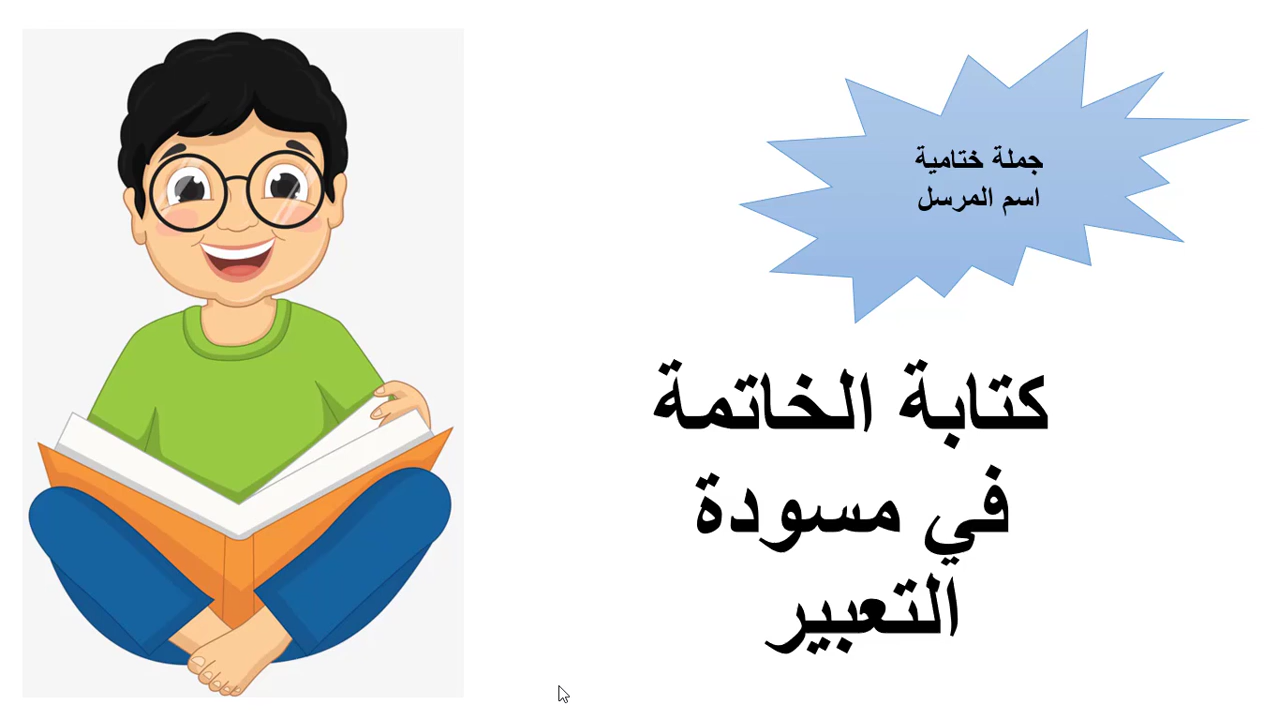 جملة ختامية
اسم المرسل
كتابة الخاتمة
في مسودة
التعبير